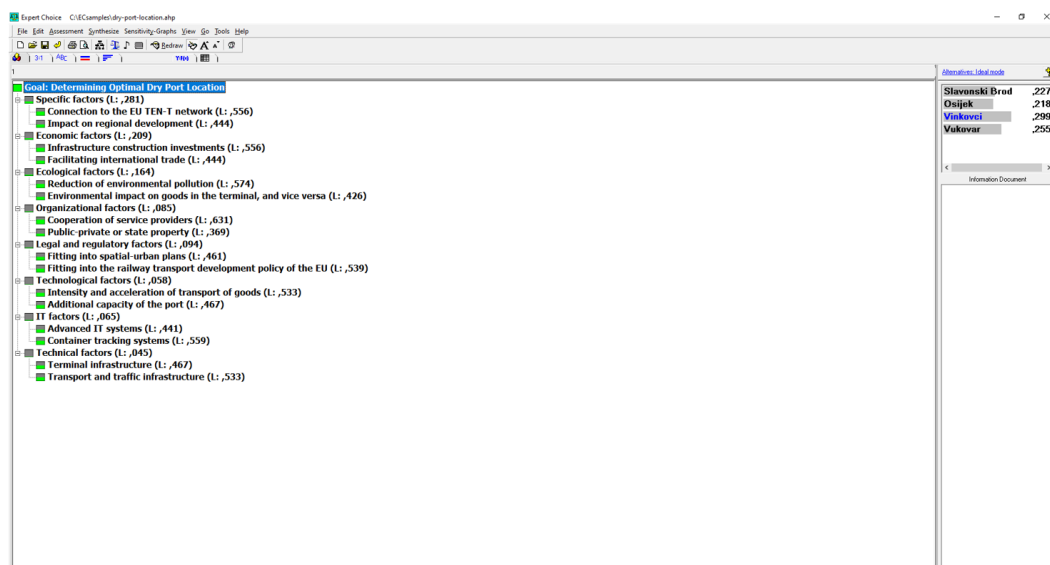 Expert Choice C:\ECsamples\dry-port-location.ahp
File Edit Assessment Synthesize Sensitivity-Graphs View Go Tools Help
Redraw
3:1 ABC Y=f(x)
1
Alternatives: Ideal mode
Goal: Determining Optimal Dry Port Location
Specific factors (L: ,281)
Connection to the EU TEN-T network (L: ,556)
Impact on regional development (L: ,444)
Economic factors (L: ,209)
Infrastructure construction investments (L: ,556)
Facilitating international trade (L: ,444)
Ecological factors (L: ,164)
Reduction of environmental pollution (L: ,574)
Environmental impact on goods in the terminal, and vice versa (L: ,426)
Organizational factors (L: ,085)
Cooperation of service providers (L: ,631)
Public-private or state property (L: ,369)
Legal and regulatory factors (L: ,094)
Fitting into spatial-urban plans (L: ,461)
Fitting into the railway transport development policy of the EU (L: ,539)
Technological factors (L: ,058)
Intensity and acceleration of transport of goods (L: ,533)
Additional capacity of the port (L: ,467)
IT factors (L: ,065)
Advanced IT systems (L: ,441)
Container tracking systems (L: ,559)
Technical factors (L: ,045)
Terminal infrastructure (L: ,467)
Transport and traffic infrastructure (L: ,533)
Slavonski Brod ,227
Osijek ,218
Vinkovci ,299
Vukovar ,255
Information Document